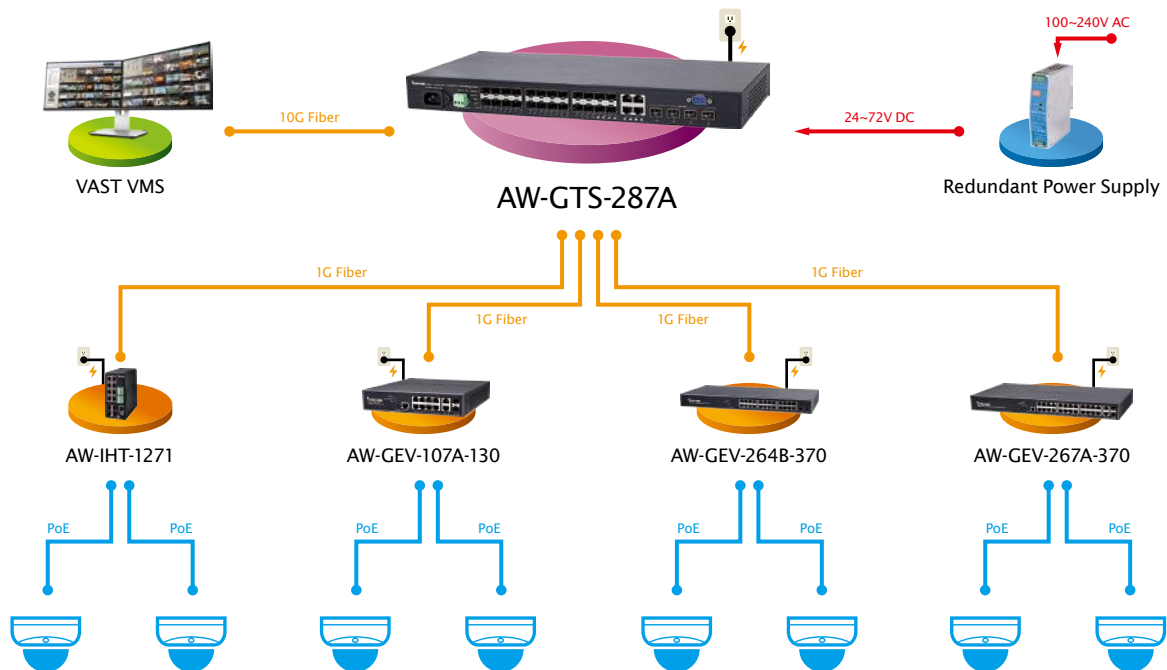 100~240V AC
10G Fiber
24~72V DC
VAST VMS
AW-GTS-287A
Redundant Power Supply
1G Fiber
1G Fiber
1G Fiber
1G Fiber
AW-IHT-1271
AW-GEV-107A-130
AW-GEV-264B-370
AW-GEV-267A-370
PoE
PoE
PoE
PoE
PoE
PoE
PoE
PoE